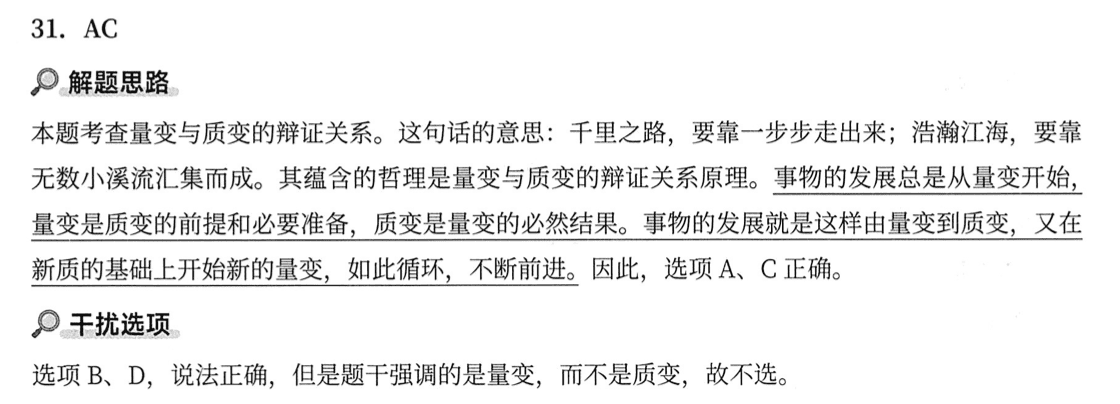 31. AC
解题思路
本题考查量变与质变的辩证关系。这句话的意思：千里之路，要靠一步步走出来；浩瀚江海，要靠
无数小溪流汇集而成。其蕴含的哲理是量变与质变的辩证关系原理。事物的发展总是从量变开始，
量变是质变的前提和必要准备，质变是量变的必然结果。事物的发展就是这样由量变到质变，又在
新质的基础上开始新的量变，如此循环，不断前进。因此，选项 A、C 正确。
干扰选项
选项 B、D，说法正确，但是题干强调的是量变，而不是质变，故不选。